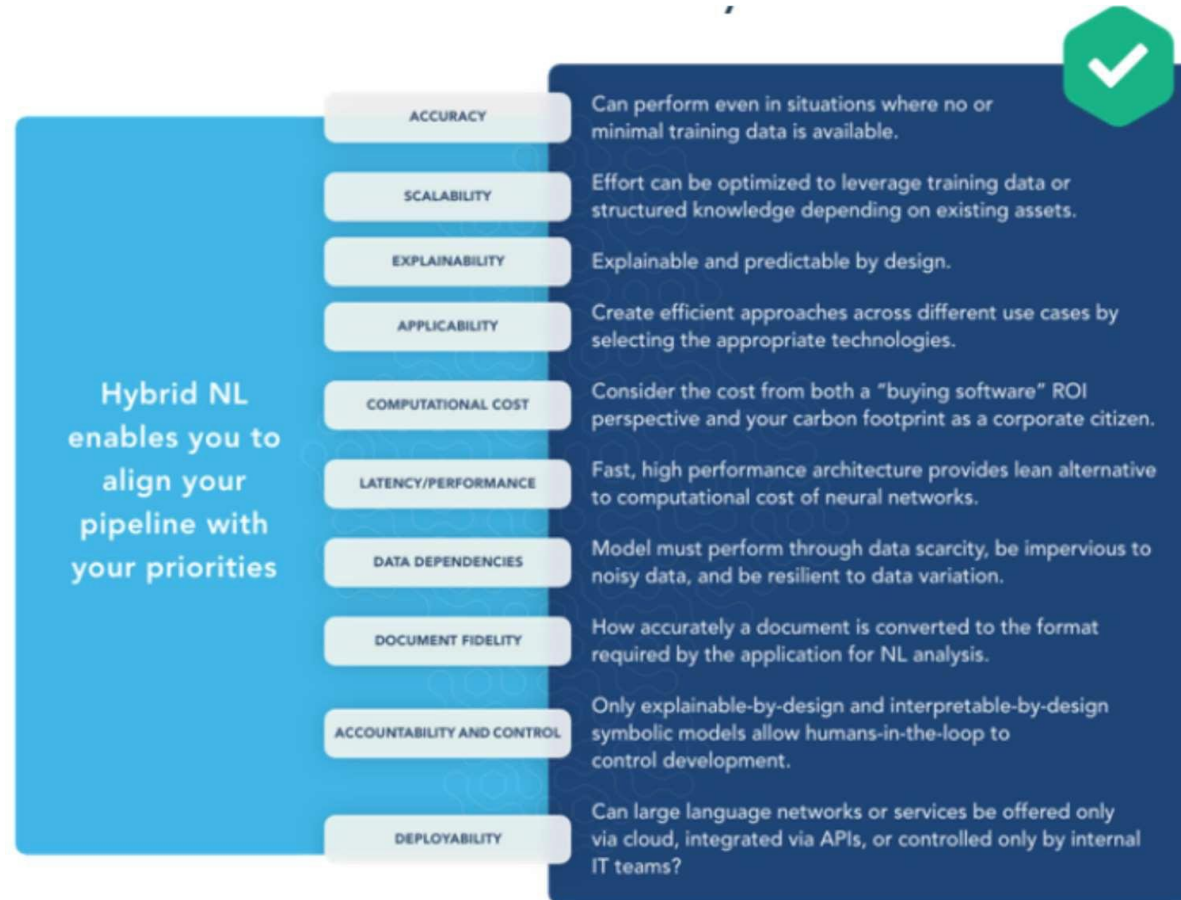 Hybrid NL
enables you to
align your
pipeline with
your priorities
ACCURACY
Can perform even in situations where no or
minimal training data is available.
SCALABILITY
Effort can be optimized to leverage training data or
structured knowledge depending on existing assets.
EXPLAINABILITY
Explainable and predictable by design.
APPLICABILITY
Create efficient approaches across different use cases by
selecting the appropriate technologies.
COMPUTATIONAL COST
Consider the cost from both a “buying software” ROI
perspective and your carbon footprint as a corporate citizen.
LATENCY/PERFORMANCE
Fast, high performance architecture provides lean alternative
to computational cost of neural networks.
DATA DEPENDENCIES
Model must perform through data scarcity, be impervious to
noisy data, and be resilient to data variation.
DOCUMENT FIDELITY
How accurately a document is converted to the format
required by the application for NL analysis.
ACCOUNTABILITY AND CONTROL
Only explainable-by-design and interpretable-by-design
symbolic models allow humans-in-the-loop to
control development.
DEPLOYABILITY
Can large language networks or services be offered only
via cloud, integrated via APIs, or controlled only by internal
IT teams?